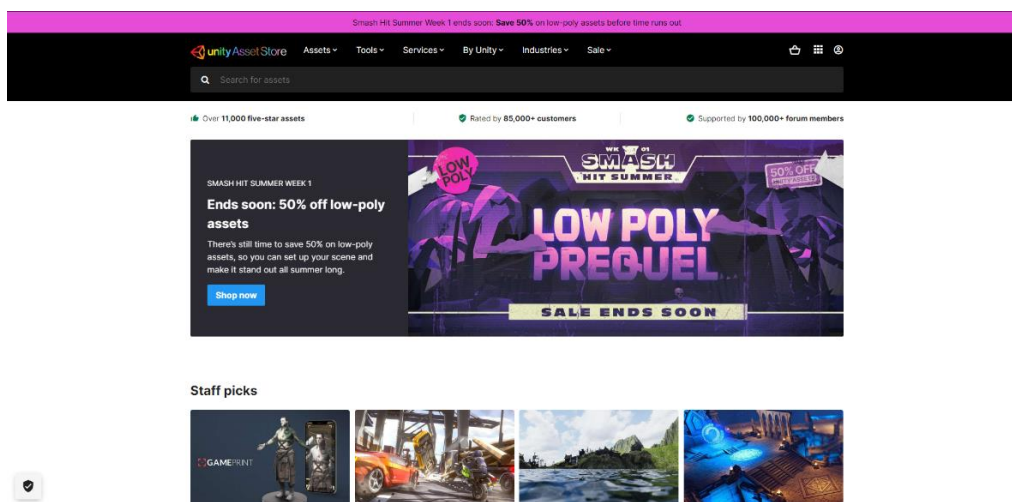 Smash Hit Summer Week 1 ends soon: Save 50% on low-poly assets before time runs out
unity Asset Store Assets Tools Services By Unity Industries Sale
Search for assets
Over 11,000 five-star assets Rated by 85,000+ customers Supported by 100,000+ forum members
WK 01
LOW SMASH 50% OFF
POLY HIT SUMMER UNITY ASSETS
SMASH HIT SUMMER WEEK 1
Ends soon: 50% off low-poly
assets
There's still time to save 50% on low-poly
assets, so you can set up your scene and
make it stand out all summer long.
Shop now
LOW POLY
PREQUEL
SALE ENDS SOON
Staff picks
GAMEPRINT